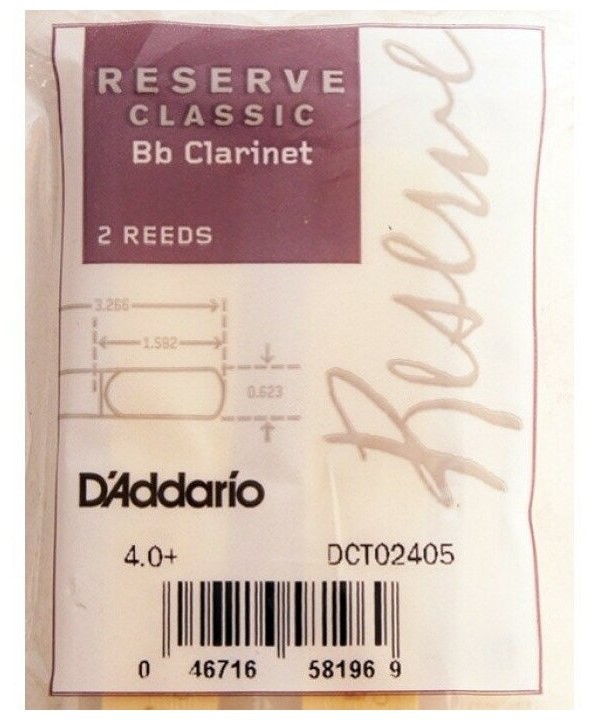 RESERVE
CLASSIC
Bb Clarinet
2 REEDS
Reserve
3.266
1.582
0.623
D'Addario
4.0+ DCT02405
0 46716 58196 9